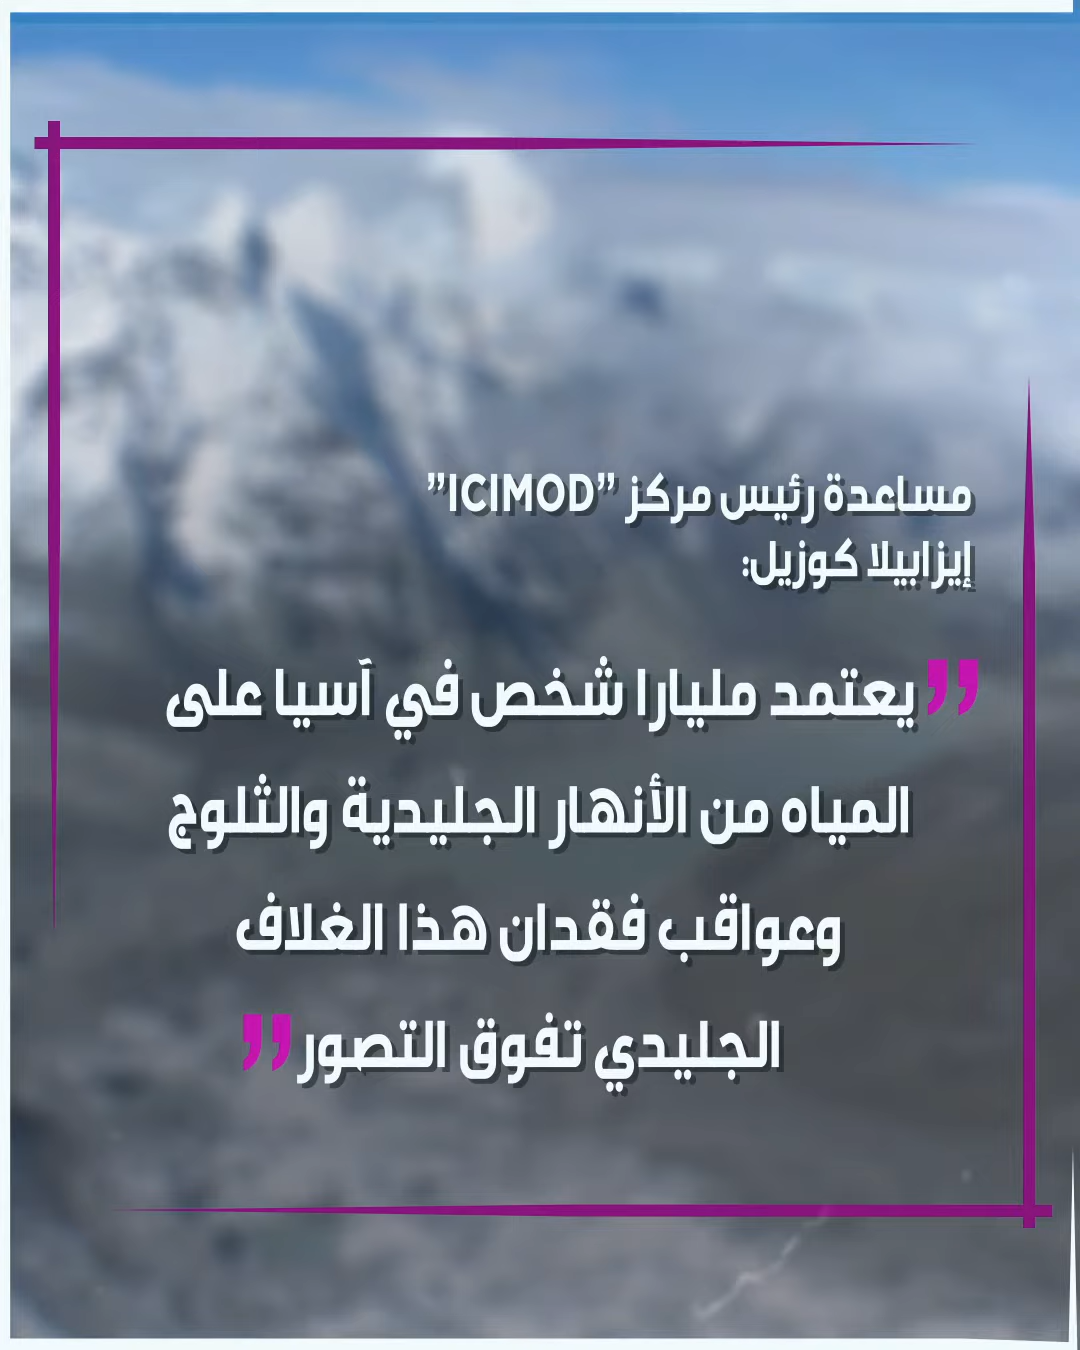 مساعدة رئيس مركز ”ICIMOD”
إيزابيلا كوزيل:
”يعتمد مليارا شخص في آسيا على
المياه من الأنهار الجليدية والثلوج
وعواقب فقدان هذا الغلاف
الجليدي تفوق التصور”